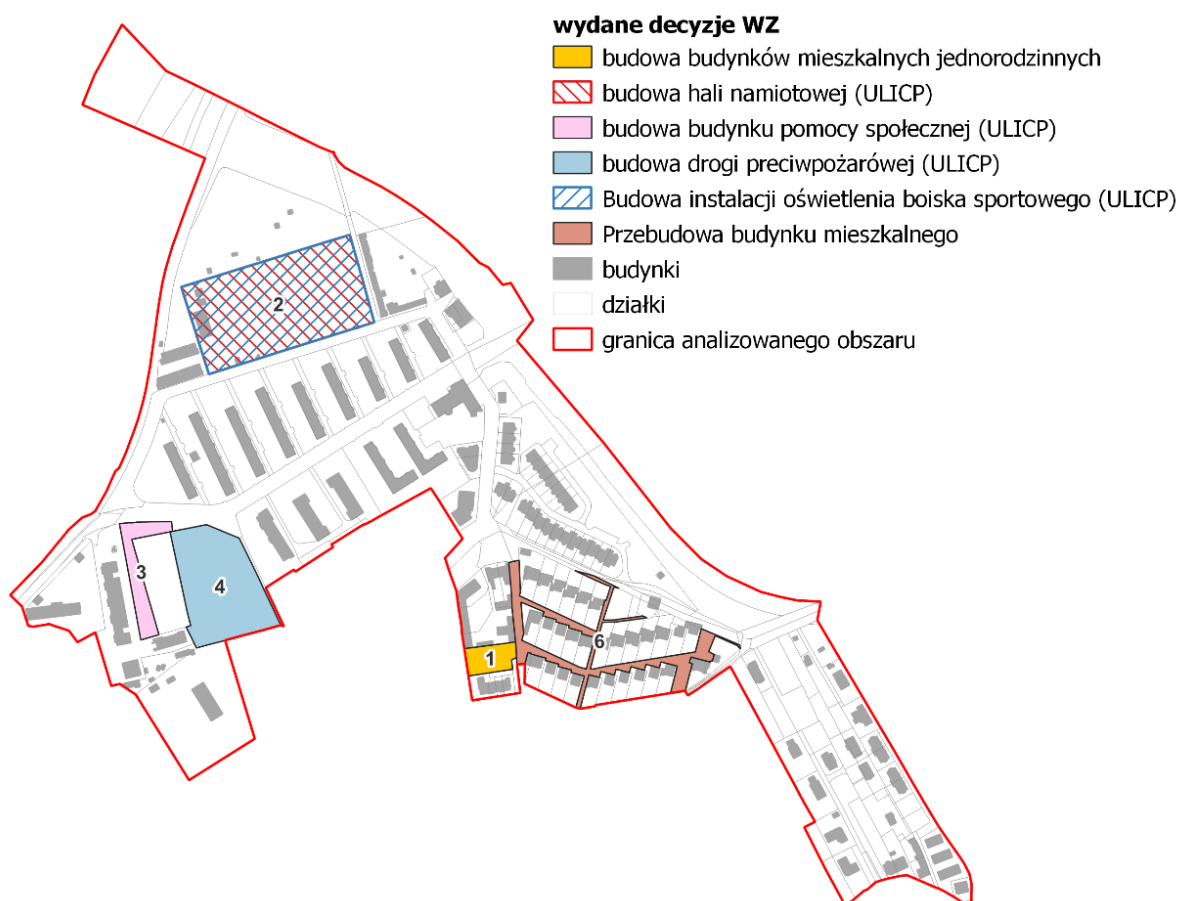 wydane decyzje WZ
budowa budynków mieszkalnych jednorodzinnych
budowa hali namiotowej (ULICP)
budowa budynku pomocy społecznej (ULICP)
budowa drogi preciwpożarówej (ULICP)
Budowa instalacji oświetlenia boiska sportowego (ULICP)
Przebudowa budynku mieszkalnego
budynki
działki
granica analizowanego obszaru
2
3
4
6
1